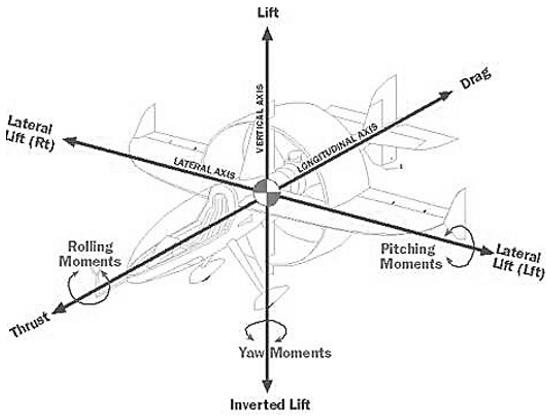 Lift
Drag
VERTICAL AXIS
LONGITUDINAL AXIS
Lateral
Lift (Rt)
LATERAL AXIS
Rolling
Moments
Pitching
Moments
Lateral
Lift (Lft)
Thrust
Yaw Moments
Inverted Lift